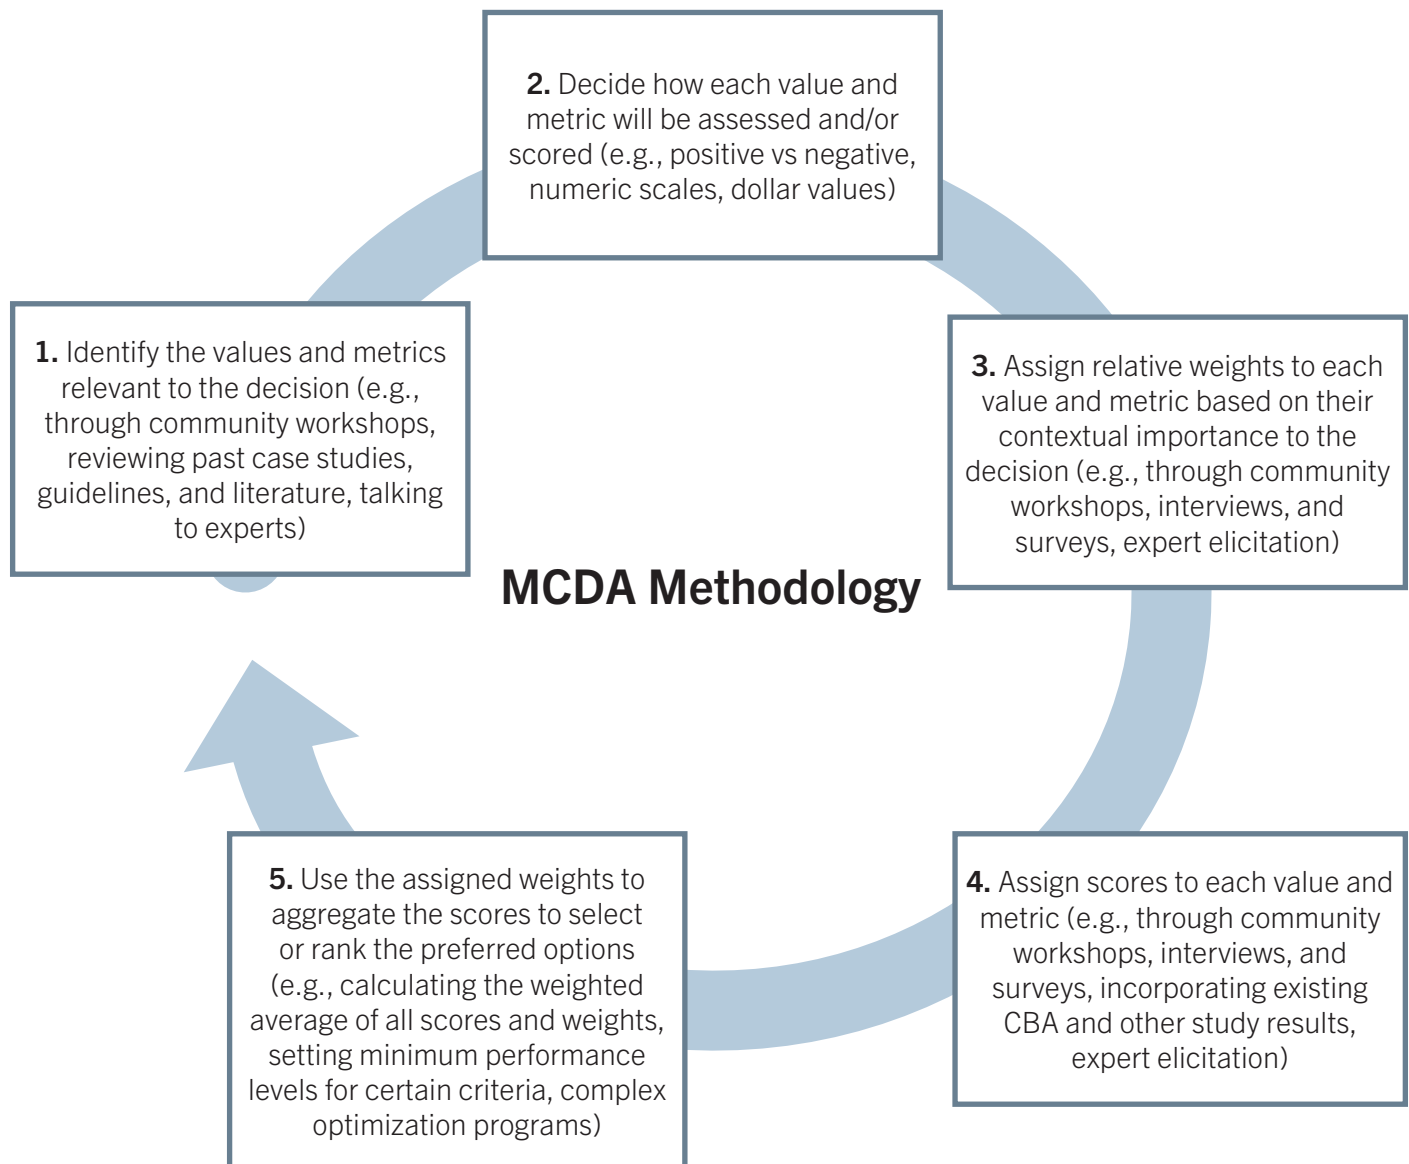 2. Decide how each value and
metric will be assessed and/or
scored (e.g., positive vs negative,
numeric scales, dollar values)
1. Identify the values and metrics
relevant to the decision (e.g.,
through community workshops,
reviewing past case studies,
guidelines, and literature, talking
to experts)
3. Assign relative weights to each
value and metric based on their
contextual importance to the
decision (e.g., through community
workshops, interviews, and
surveys, expert elicitation)
MCDA Methodology
5. Use the assigned weights to
aggregate the scores to select
or rank the preferred options
(e.g., calculating the weighted
average of all scores and weights,
setting minimum performance
levels for certain criteria, complex
optimization programs)
4. Assign scores to each value and
metric (e.g., through community
workshops, interviews, and
surveys, incorporating existing
CBA and other study results,
expert elicitation)